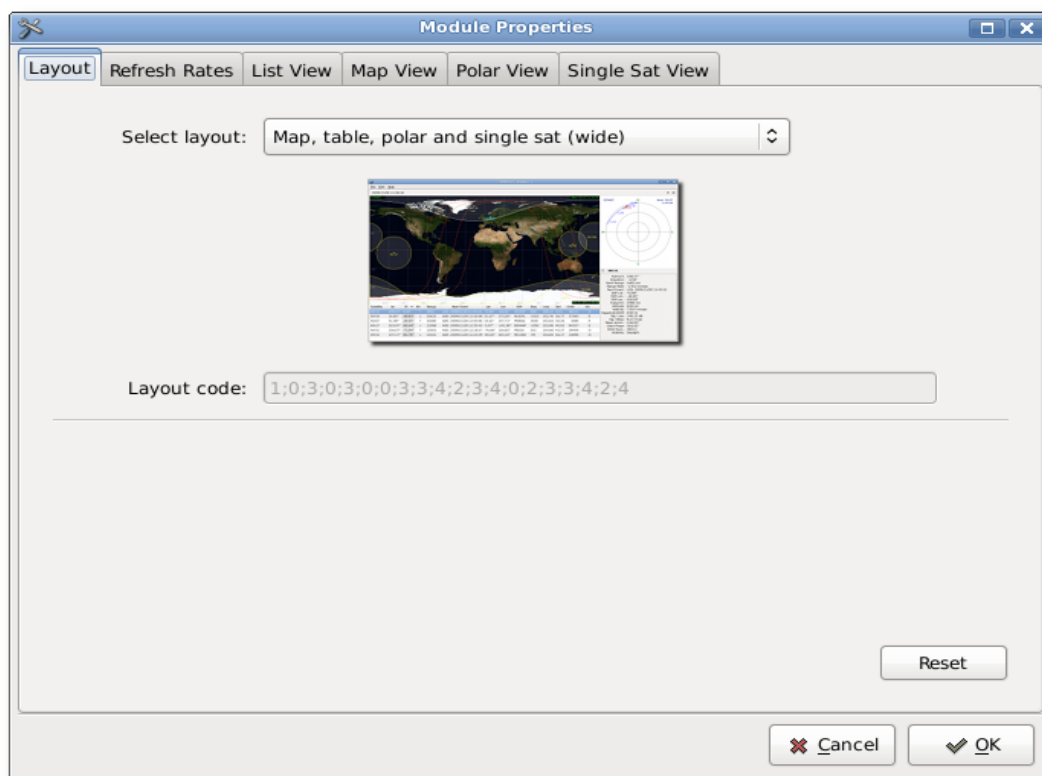 Module Properties
Layout Refresh Rates List View Map View Polar View Single Sat View
Select layout: Map, table, polar and single sat (wide)
Layout code: 1;0;3;0;3;0;0;3;3;4;2;3;4;0;2;3;3;4;2;4
Reset
Cancel OK